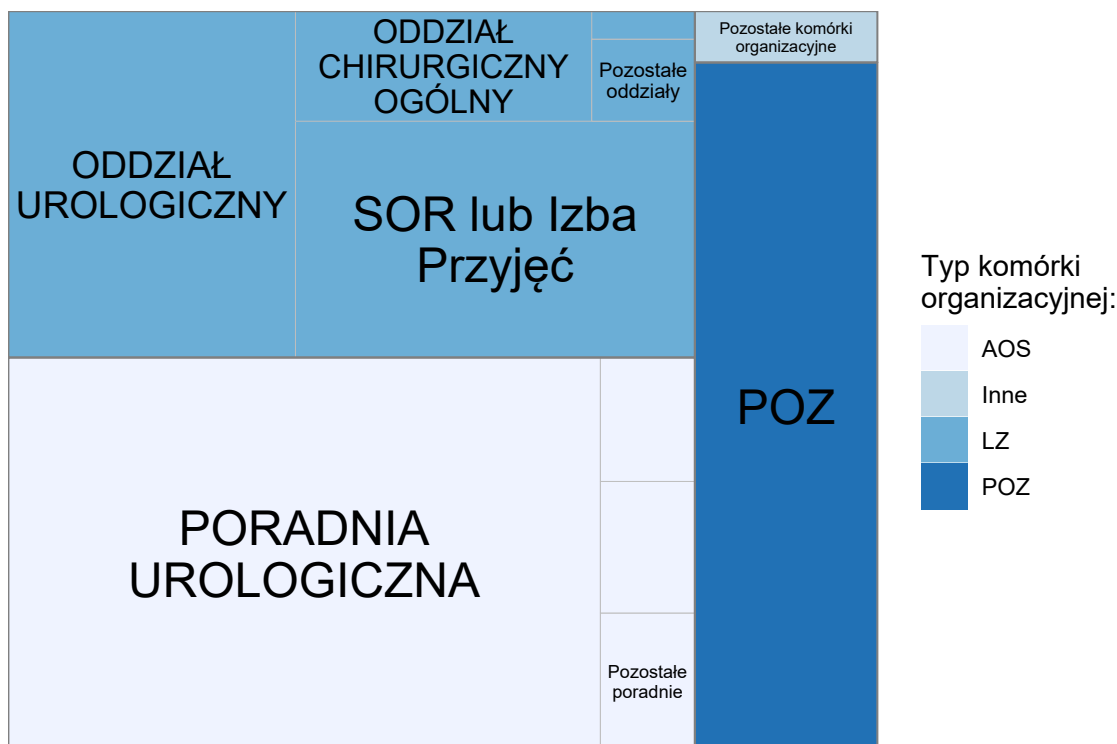 ODDZIAŁ
UROLOGICZNY
ODDZIAŁ
CHIRURGICZNY
OGÓLNY
Pozostałe
oddziały
SOR lub Izba
Przyjęć
PORADNIA
UROLOGICZNA
Pozostałe
poradnie
Pozostałe komórki
organizacyjne
POZ
Typ komórki
organizacyjnej:
AOS
Inne
LZ
POZ